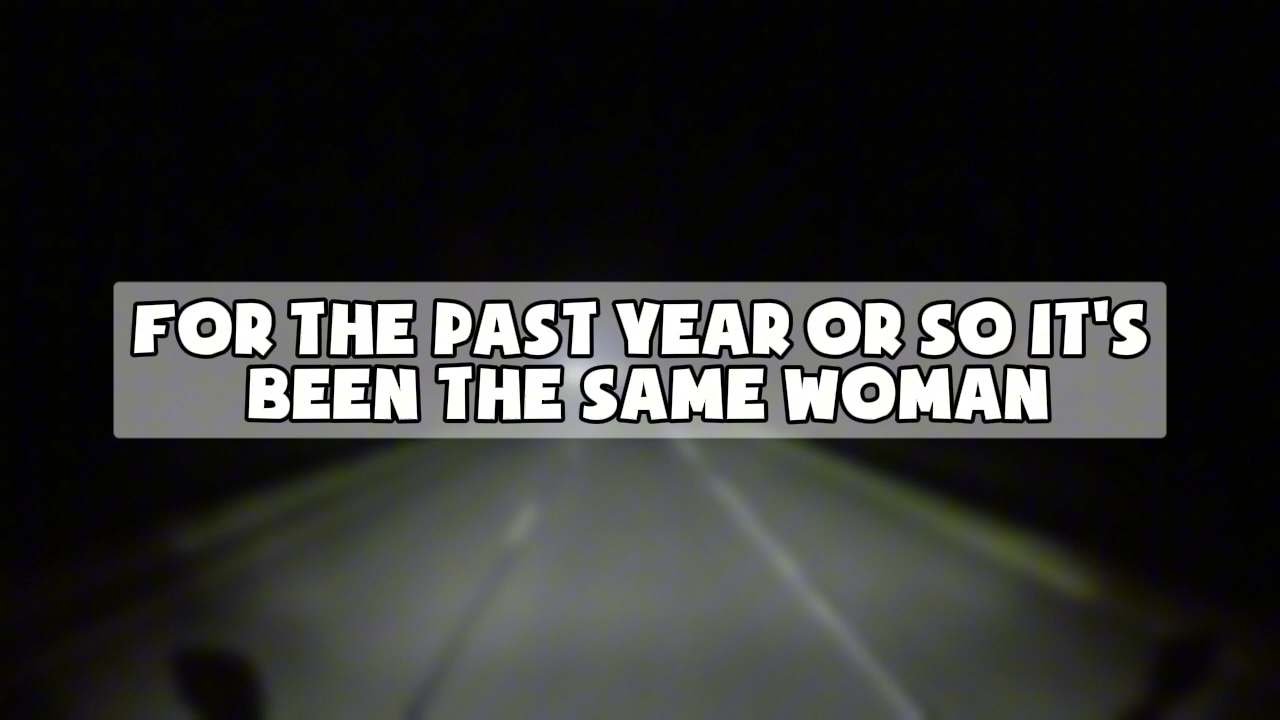 FOR THE PAST YEAR OR SO IT'S
BEEN THE SAME WOMAN